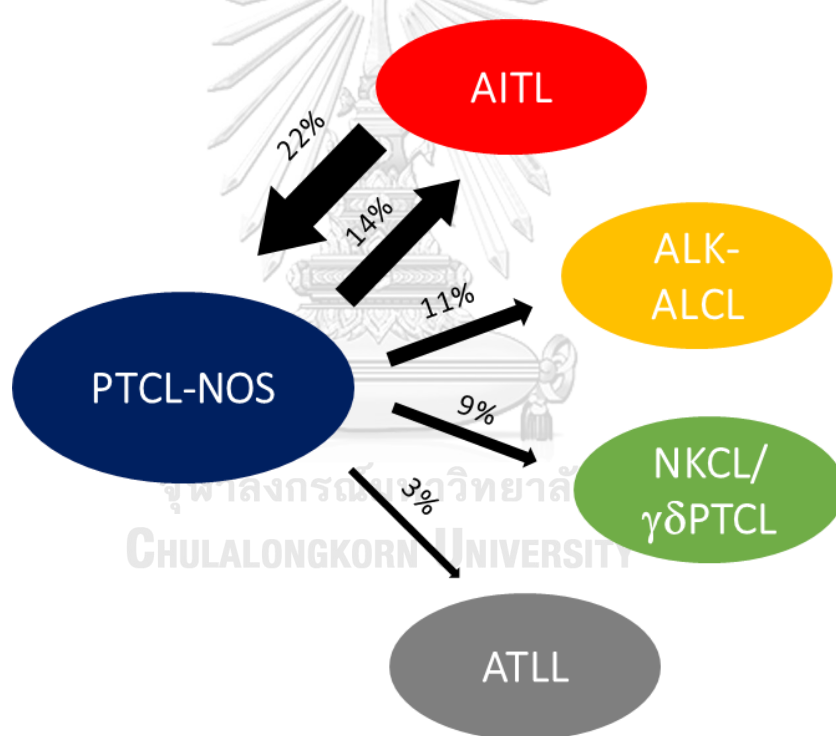 AITL
22%
14%
ALK-
ALCL
11%
PTCL-NOS
9%
NKCL/
γδPTCL
3%
จุฬาลงกรณ์มหาวิทยาลั
CHULALONGKORN UNIVERSITY
ATLL